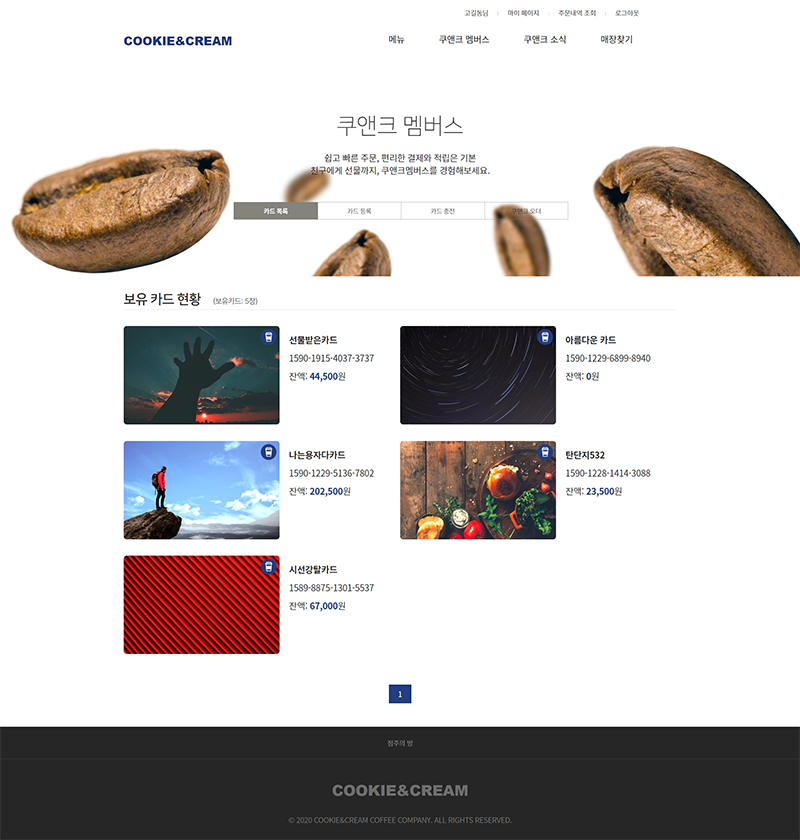 고길동님 마이 페이지 주문내역 조회 로그아웃
COOKIE&CREAM
메뉴 쿠앤크 멤버스 쿠앤크 소식 매장찾기
쿠앤크 멤버스
쉽고 빠른 주문, 편리한 결제와 적립은 기본
친구에게 선물까지, 쿠앤크멤버스를 경험해보세요.
카드 목록 카드 등록 카드 충전 쿠앤크 오더
보유 카드 현황 (보유카드: 5장)
선물받은카드
1590-1915-4037-3737
잔액: 44,500원
아름다운 카드
1590-1229-6899-8940
잔액: 0원
나는용자다카드
1590-1229-5136-7802
잔액: 202,500원
탄단지532
1590-1228-1414-3088
잔액: 23,500원
시선강탈카드
1589-8875-1301-5537
잔액: 67,000원
1
점주의 방
COOKIE&CREAM
© 2020 COOKIE&CREAM COFFEE COMPANY. ALL RIGHTS RESERVED.